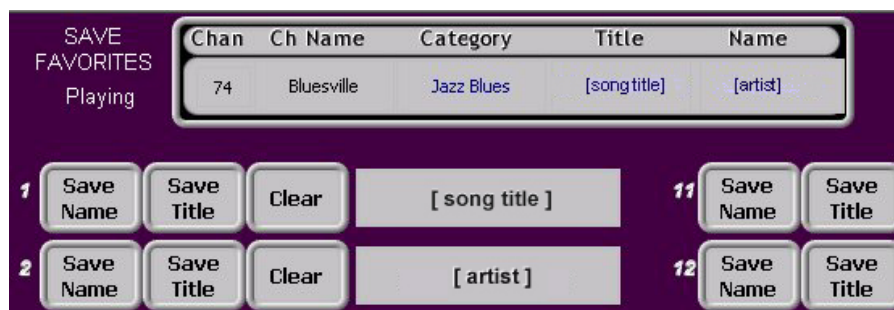 SAVE
FAVORITES
Playing
Chan Ch Name Category Title Name
74 Bluesville Jazz Blues [songtitle] [artist]
1 Save Name Save Title Clear [ song title ] 11 Save Name Save Title
2 Save Name Save Title Clear [ artist ] 12 Save Name Save Title